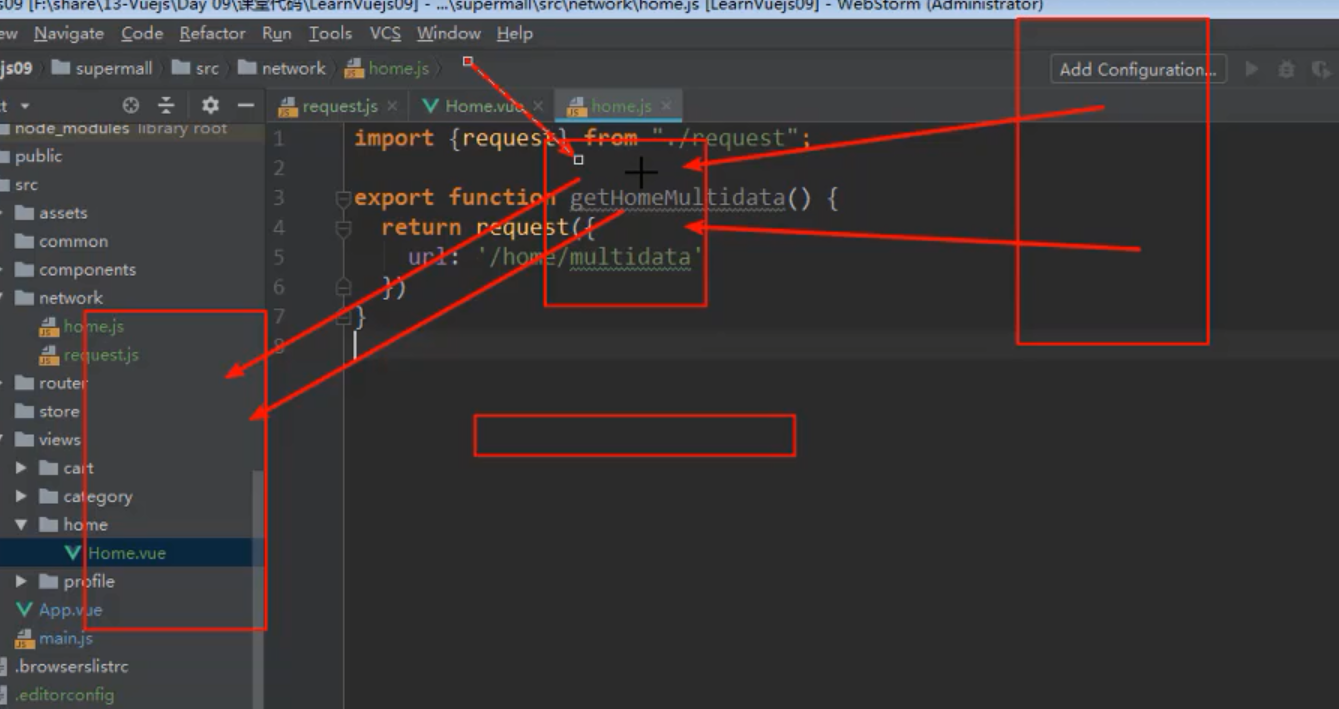 js09 [F:\share\13-Vuejs\Day 09\课堂代码\LearnVuejs09] - ...\supermall\src\network\home.js [LearnVuejs09] - WebStorm (Administrator)
ew Navigate Code Refactor Run Tools VCS Window Help
js09 supermall src network home.js Add Configuration...
request.js Home.vue home.js
node_modules library root
public
src
assets
common
components
network
home.js
request.js
router
store
views
cart
category
home
Home.vue
profile
App.vue
main.js
.browserslistrc
.editorconfig
1 import {request} from "./request";
2
3 export function getHomeMultidata() {
4 return request({
5 url: '/home/multidata'
6 })
7 }
8